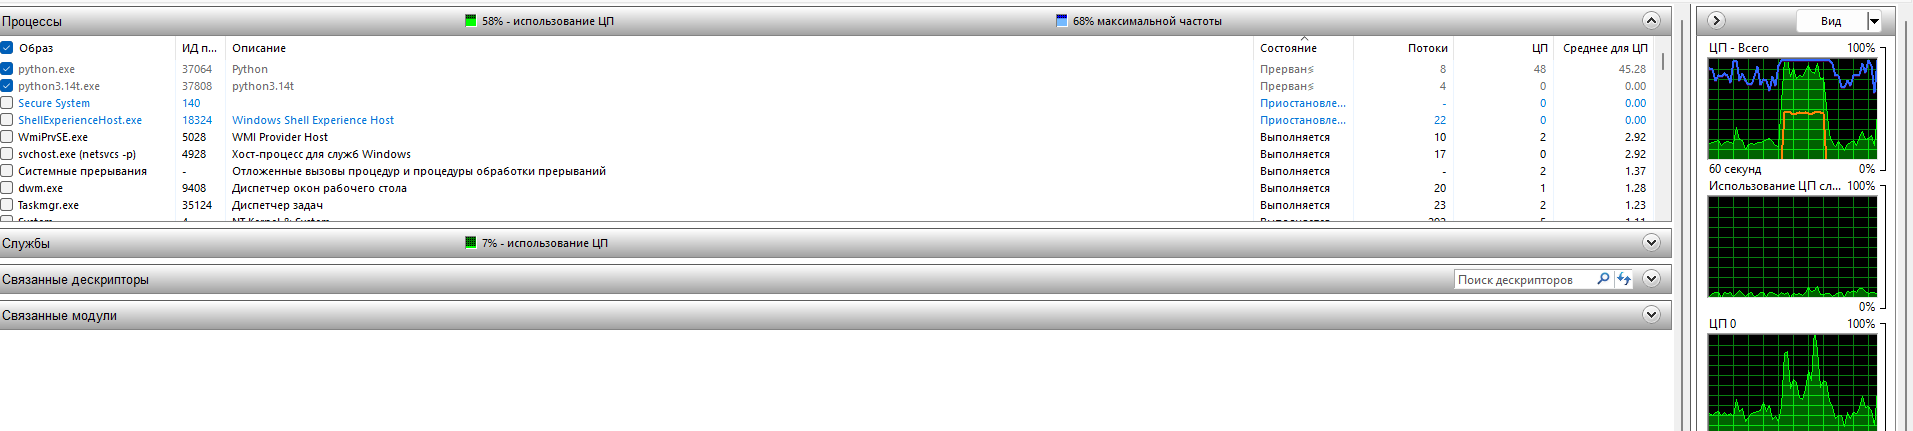 Процессы 58% - использование ЦП 68% максимальной частоты
Образ ИД п... Описание Состояние Потоки ЦП Среднее для ЦП
python.exe 37064 Python Прерван 8 48 45.28
python3.14t.exe 37808 python3.14t Прерван 4 0 0.00
Secure System 140 Приостановле... - 0 0.00
ShellExperienceHost.exe 18324 Windows Shell Experience Host Приостановле... 22 0 0.00
WmiPrvSE.exe 5028 WMI Provider Host Выполняется 10 2 2.92
svchost.exe (netsvcs -p) 4928 Хост-процесс для служб Windows Выполняется 17 0 2.92
Системные прерывания - Отложенные вызовы процедур и процедуры обработки прерываний Выполняется - 2 1.37
dwm.exe 9408 Диспетчер окон рабочего стола Выполняется 20 1 1.28
Taskmgr.exe 35124 Диспетчер задач Выполняется 23 2 1.23
Службы 7% - использование ЦП
Связанные дескрипторы Поиск дескрипторов
Связанные модули
Вид
ЦП - Всего 100%
60 секунд 0%
Использование ЦП сл... 100%
0%
ЦП 0 100%